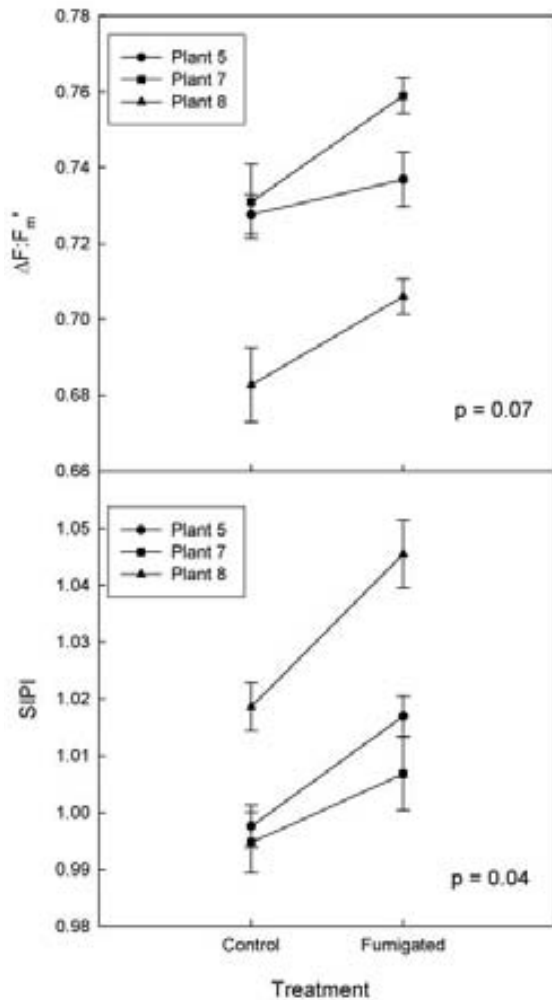 0.78
Plant 5
Plant 7
Plant 8
0.76
0.74
0.72
0.70
0.68
0.66
ΔF:Fm'
p = 0.07
Plant 5
Plant 7
Plant 8
1.05
1.04
1.03
1.02
1.01
1.00
0.99
0.98
SIPI
p = 0.04
Control Fumigated
Treatment